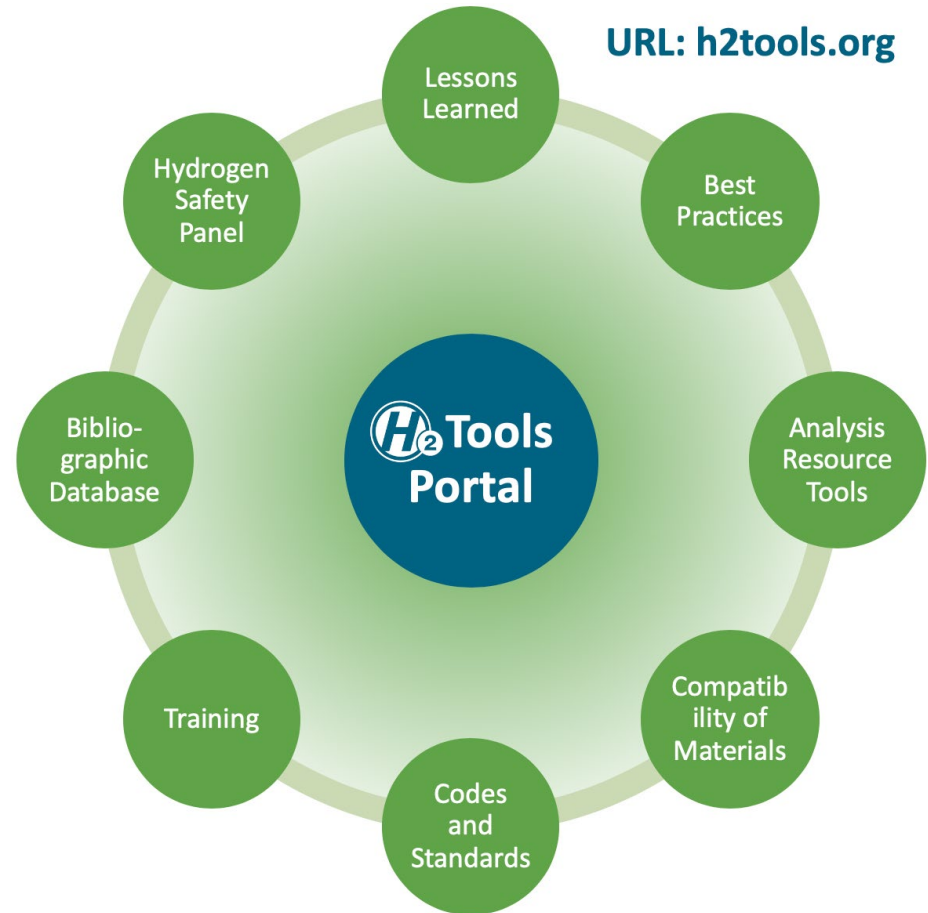 URL: h2tools.org
Lessons
Learned
Best
Practices
Analysis
Resource
Tools
Compatib
ility of
Materials
Codes
and
Standards
Training
Biblio-
graphic
Database
Hydrogen
Safety
Panel
H2 Tools
Portal